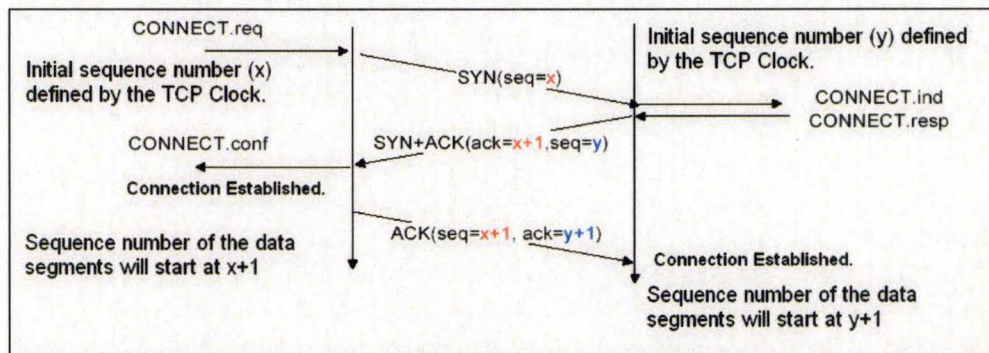 CONNECT.req
Initial sequence number (x)
defined by the TCP Clock.
Initial sequence number (y) defined
by the TCP Clock.
SYN(seq=x)
CONNECT.ind
CONNECT.resp
CONNECT.conf
SYN+ACK(ack=x+1,seq=y)
Connection Established.
ACK(seq=x+1, ack=y+1)
Sequence number of the data
segments will start at x+1
Connection Established.
Sequence number of the data
segments will start at y+1